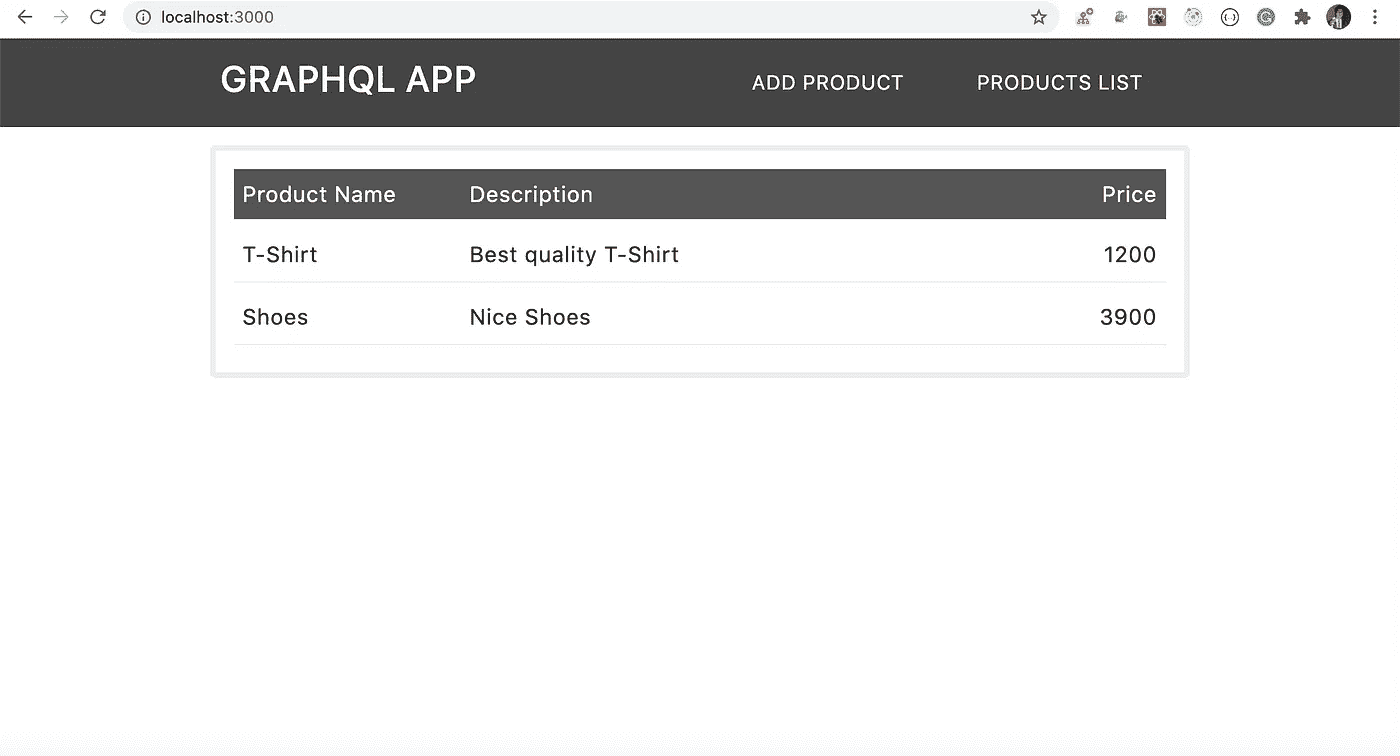 localhost:3000
GRAPHQL APP ADD PRODUCT PRODUCTS LIST
Product Name Description Price
T-Shirt Best quality T-Shirt 1200
Shoes Nice Shoes 3900